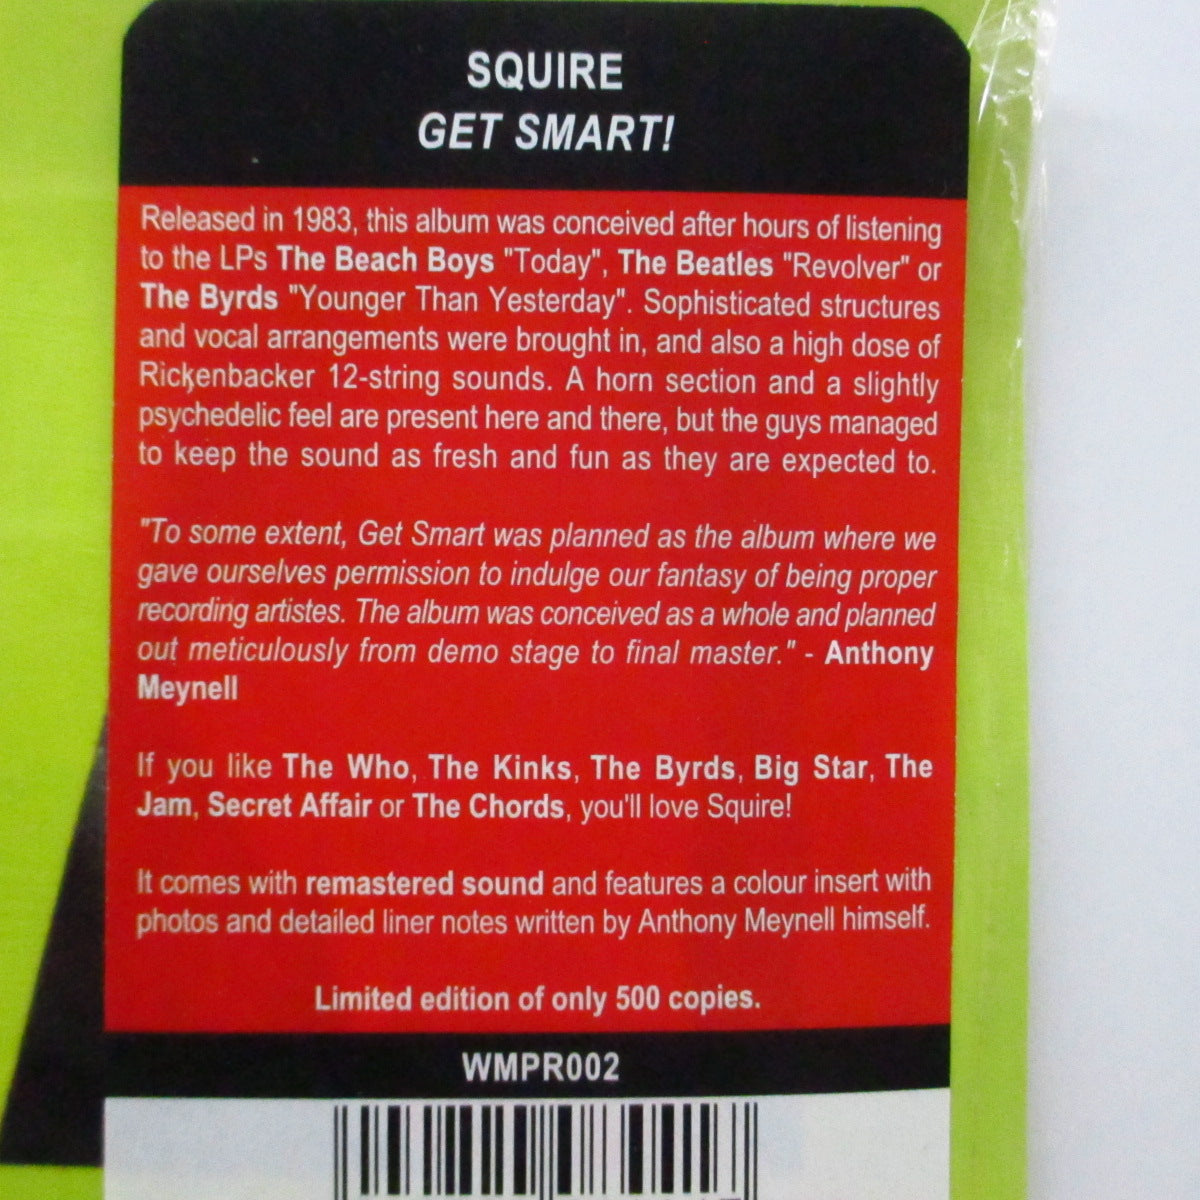 SQUIRE
GET SMART!
Released in 1983, this album was conceived after hours of listening
to the LPs The Beach Boys "Today", The Beatles "Revolver" or
The Byrds "Younger Than Yesterday". Sophisticated structures
and vocal arrangements were brought in, and also a high dose of
Rickenbacker 12-string sounds. A horn section and a slightly
psychedelic feel are present here and there, but the guys managed
to keep the sound as fresh and fun as they are expected to.
"To some extent, Get Smart was planned as the album where we
gave ourselves permission to indulge our fantasy of being proper
recording artistes. The album was conceived as a whole and planned
out meticulously from demo stage to final master." - Anthony
Meynell
If you like The Who, The Kinks, The Byrds, Big Star, The
Jam, Secret Affair or The Chords, you'll love Squire!
It comes with remastered sound and features a colour insert with
photos and detailed liner notes written by Anthony Meynell himself.
Limited edition of only 500 copies.
WMPR002